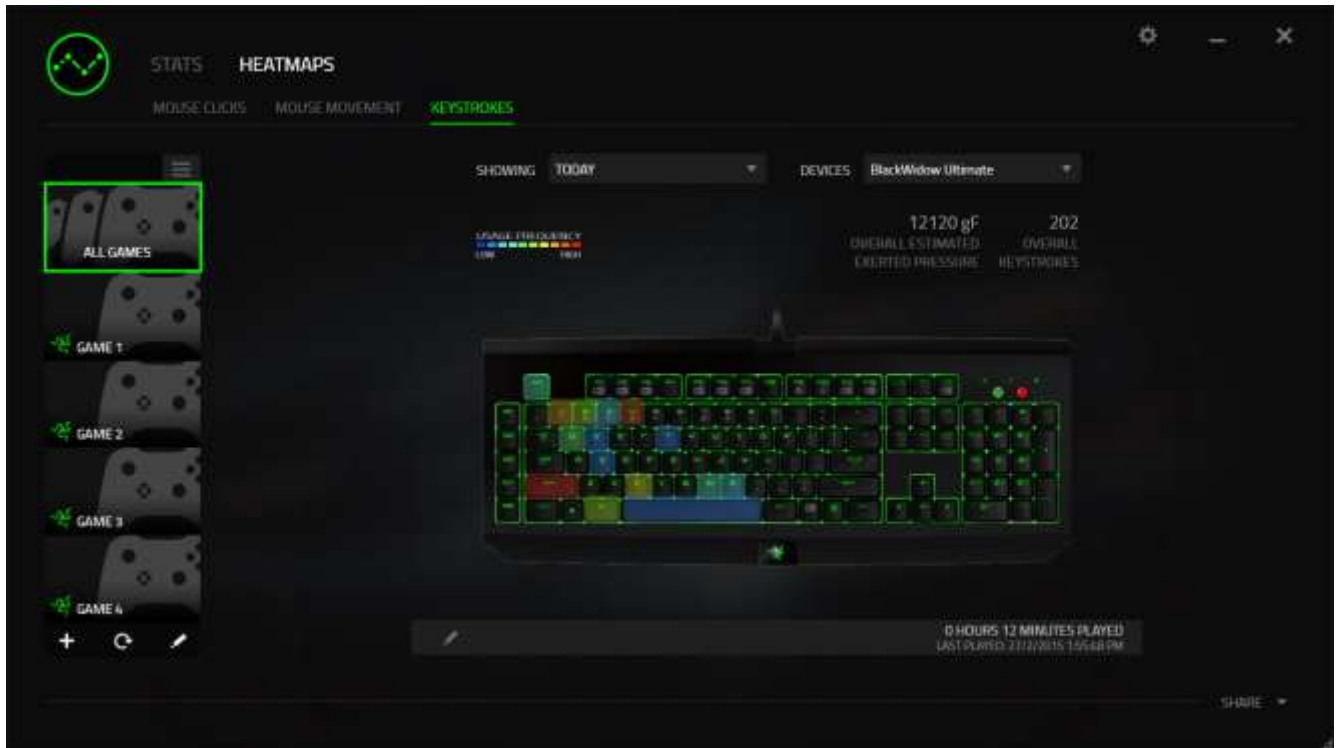 STATS HEATMAPS
MOUSE CLICKS MOUSE MOVEMENT KEYSTROKES
SHOWING TODAY DEVICES BlackWidow Ultimate
ALL GAMES
12120 gF 202
USAGE FREQUENCY
LOW HIGH
OVERALL ESTIMATED OVERALL
EXERTED PRESSURE KEYSTROKES
GAME 1
GAME 2
GAME 3
GAME 4
0 HOURS 12 MINUTES PLAYED
LAST PLAYED:
SHARE